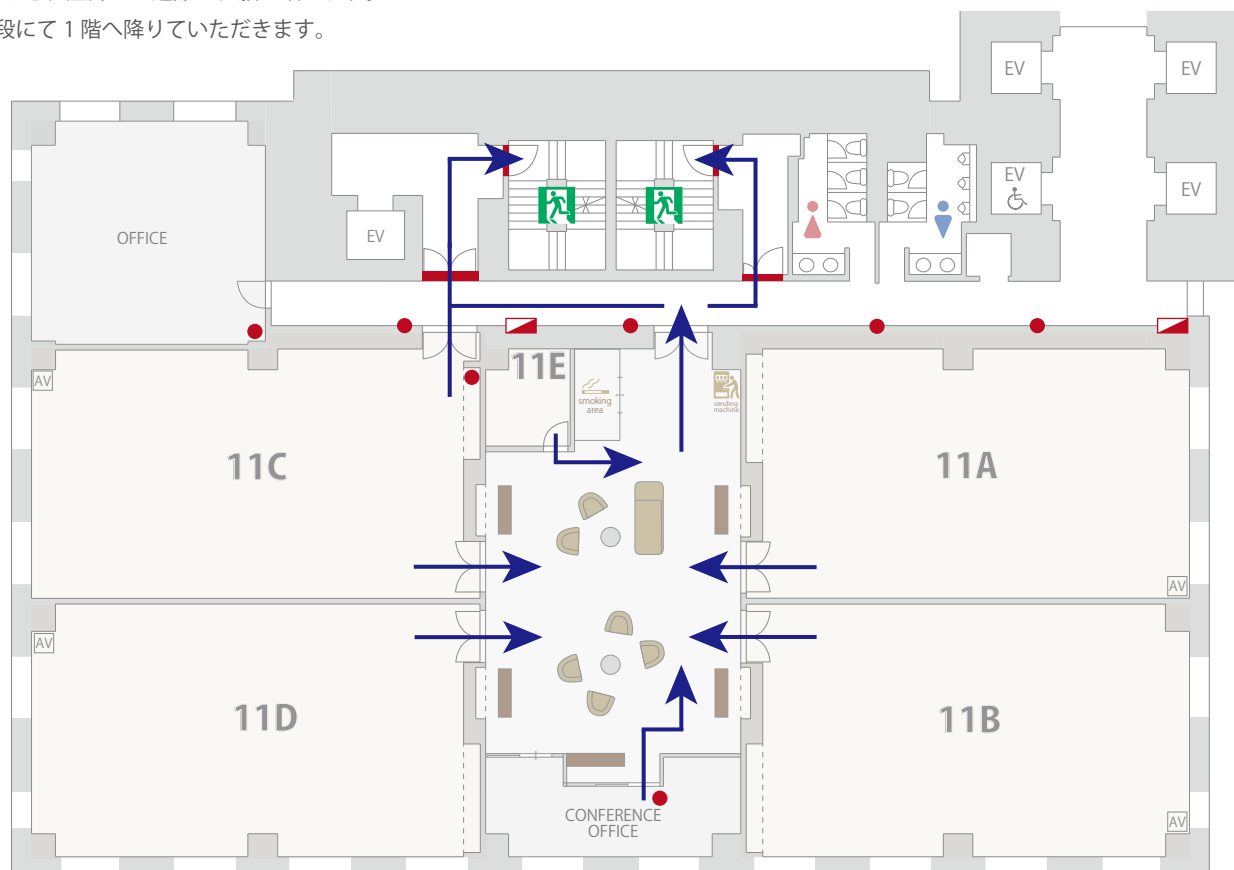 段にて 1 階へ降りていただきます。
EV
EV
OFFICE
EV
EV
EV
11E
smoking
area
vending
machine
AV
11C
11A
AV
AV
11D
11B
CONFERENCE
OFFICE
AV